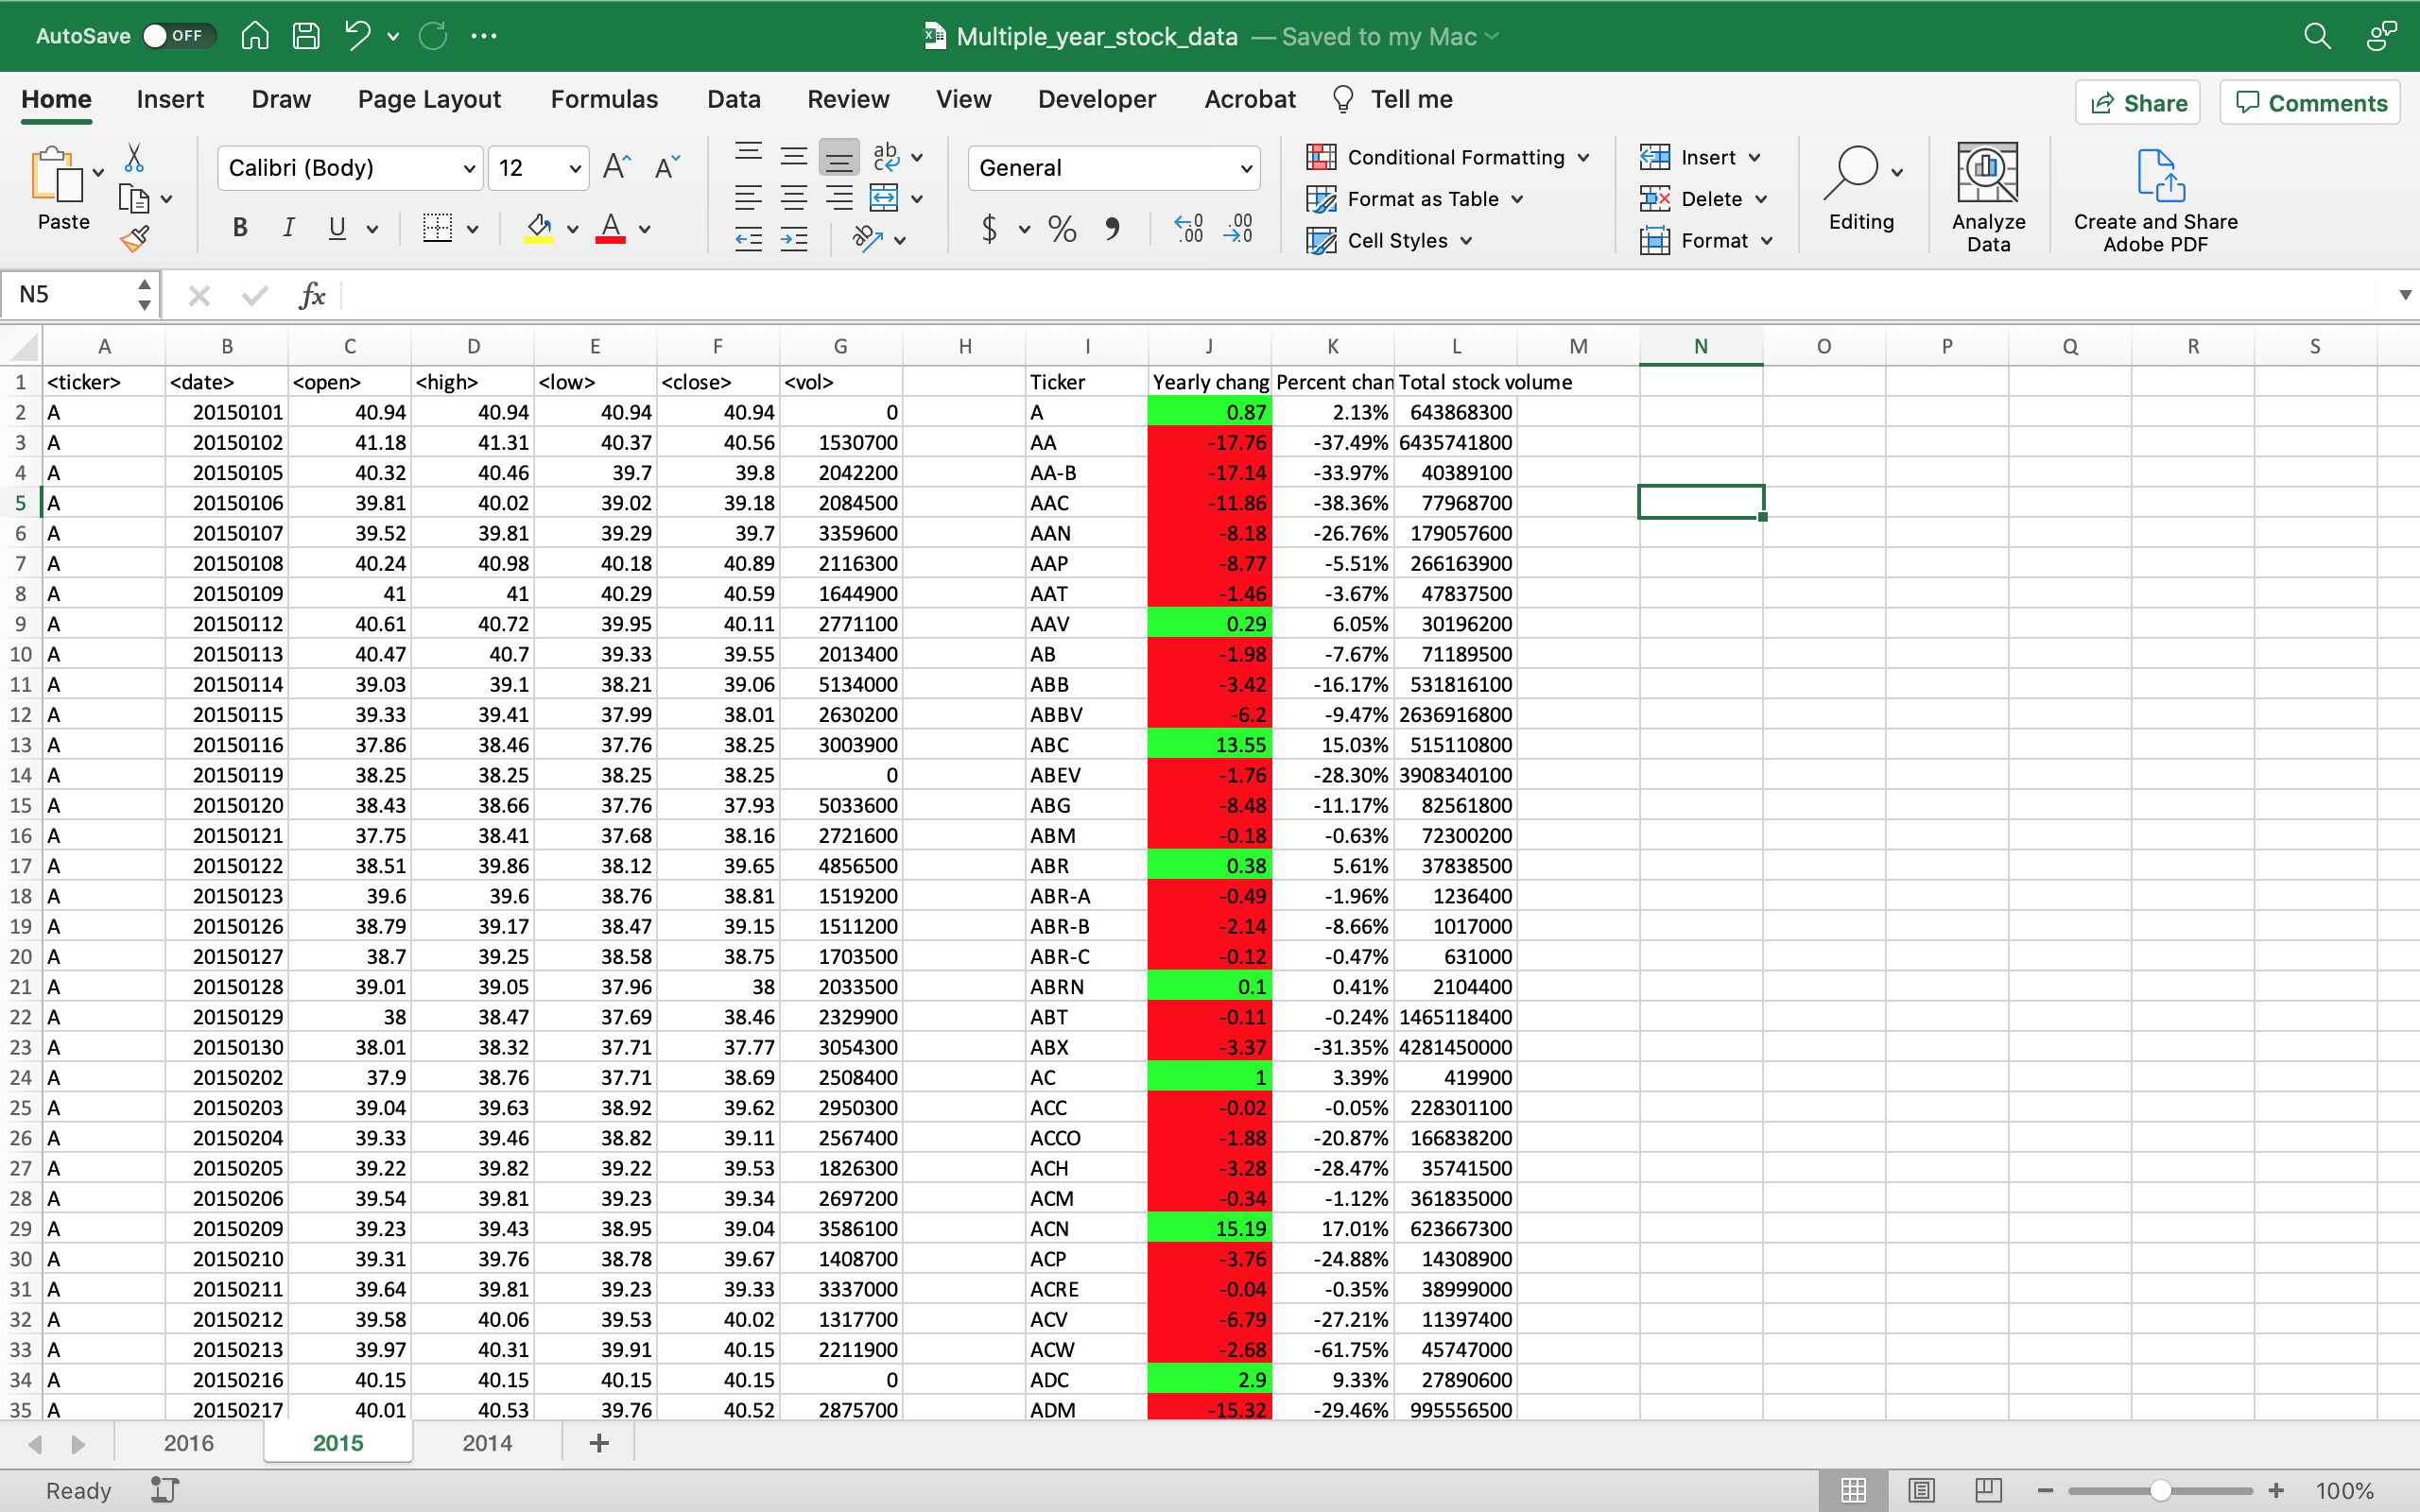 AutoSave OFF Multiple_year_stock_data — Saved to my Mac
Home Insert Draw Page Layout Formulas Data Review View Developer Acrobat Tell me Share Comments
Paste Calibri (Body) 12 General Conditional Formatting Format as Table Cell Styles Insert Delete Format Editing Analyze Data Create and Share Adobe PDF
N5 fx
A B C D E F G H I J K L M N O P Q R S
1 <ticker> <date> <open> <high> <low> <close> <vol> Ticker Yearly chang Percent chan Total stock volume
2 A 20150101 40.94 40.94 40.94 40.94 0 A 0.87 2.13% 643868300
3 A 20150102 41.18 41.31 40.37 40.56 1530700 AA -17.76 -37.49% 6435741800
4 A 20150105 40.32 40.46 39.7 39.8 2042200 AA-B -17.14 -33.97% 40389100
5 A 20150106 39.81 40.02 39.02 39.18 2084500 AAC -11.86 -38.36% 77968700
6 A 20150107 39.52 39.81 39.29 39.7 3359600 AAN -8.18 -26.76% 179057600
7 A 20150108 40.24 40.98 40.18 40.89 2116300 AAP -8.77 -5.51% 266163900
8 A 20150109 41 41 40.29 40.59 1644900 AAT -1.46 -3.67% 47837500
9 A 20150112 40.61 40.72 39.95 40.11 2771100 AAV 0.29 6.05% 30196200
10 A 20150113 40.47 40.7 39.33 39.55 2013400 AB -1.98 -7.67% 71189500
11 A 20150114 39.03 39.1 38.21 39.06 5134000 ABB -3.42 -16.17% 531816100
12 A 20150115 39.33 39.41 37.99 38.01 2630200 ABBV -6.2 -9.47% 2636916800
13 A 20150116 37.86 38.46 37.76 38.25 3003900 ABC 13.55 15.03% 515110800
14 A 20150119 38.25 38.25 38.25 38.25 0 ABEV -1.76 -28.30% 3908340100
15 A 20150120 38.43 38.66 37.76 37.93 5033600 ABG -8.48 -11.17% 82561800
16 A 20150121 37.75 38.41 37.68 38.16 2721600 ABM -0.18 -0.63% 72300200
17 A 20150122 38.51 39.86 38.12 39.65 4856500 ABR 0.38 5.61% 37838500
18 A 20150123 39.6 39.6 38.76 38.81 1519200 ABR-A -0.49 -1.96% 1236400
19 A 20150126 38.79 39.17 38.47 39.15 1511200 ABR-B -2.14 -8.66% 1017000
20 A 20150127 38.7 39.25 38.58 38.75 1703500 ABR-C -0.12 -0.47% 631000
21 A 20150128 39.01 39.05 37.96 38 2033500 ABRN 0.1 0.41% 2104400
22 A 20150129 38 38.47 37.69 38.46 2329900 ABT -0.11 -0.24% 1465118400
23 A 20150130 38.01 38.32 37.71 37.77 3054300 ABX -3.37 -31.35% 4281450000
24 A 20150202 37.9 38.76 37.71 38.69 2508400 AC 1 3.39% 419900
25 A 20150203 39.04 39.63 38.92 39.62 2950300 ACC -0.02 -0.05% 228301100
26 A 20150204 39.33 39.46 38.82 39.11 2567400 ACCO -1.88 -20.87% 166838200
27 A 20150205 39.22 39.82 39.22 39.53 1826300 ACH -3.28 -28.47% 35741500
28 A 20150206 39.54 39.81 39.23 39.34 2697200 ACM -0.34 -1.12% 361835000
29 A 20150209 39.23 39.43 38.95 39.04 3586100 ACN 15.19 17.01% 623667300
30 A 20150210 39.31 39.76 38.78 39.67 1408700 ACP -3.76 -24.88% 14308900
31 A 20150211 39.64 39.81 39.23 39.33 3337000 ACRE -0.04 -0.35% 38999000
32 A 20150212 39.58 40.06 39.53 40.02 1317700 ACV -6.79 -27.21% 11397400
33 A 20150213 39.97 40.31 39.91 40.15 2211900 ACW -2.68 -61.75% 45747000
34 A 20150216 40.15 40.15 40.15 40.15 0 ADC 2.9 9.33% 27890600
35 A 20150217 40.01 40.53 39.76 40.52 2875700 ADM -15.32 -29.46% 995556500
2016 2015 2014 +
Ready 100%